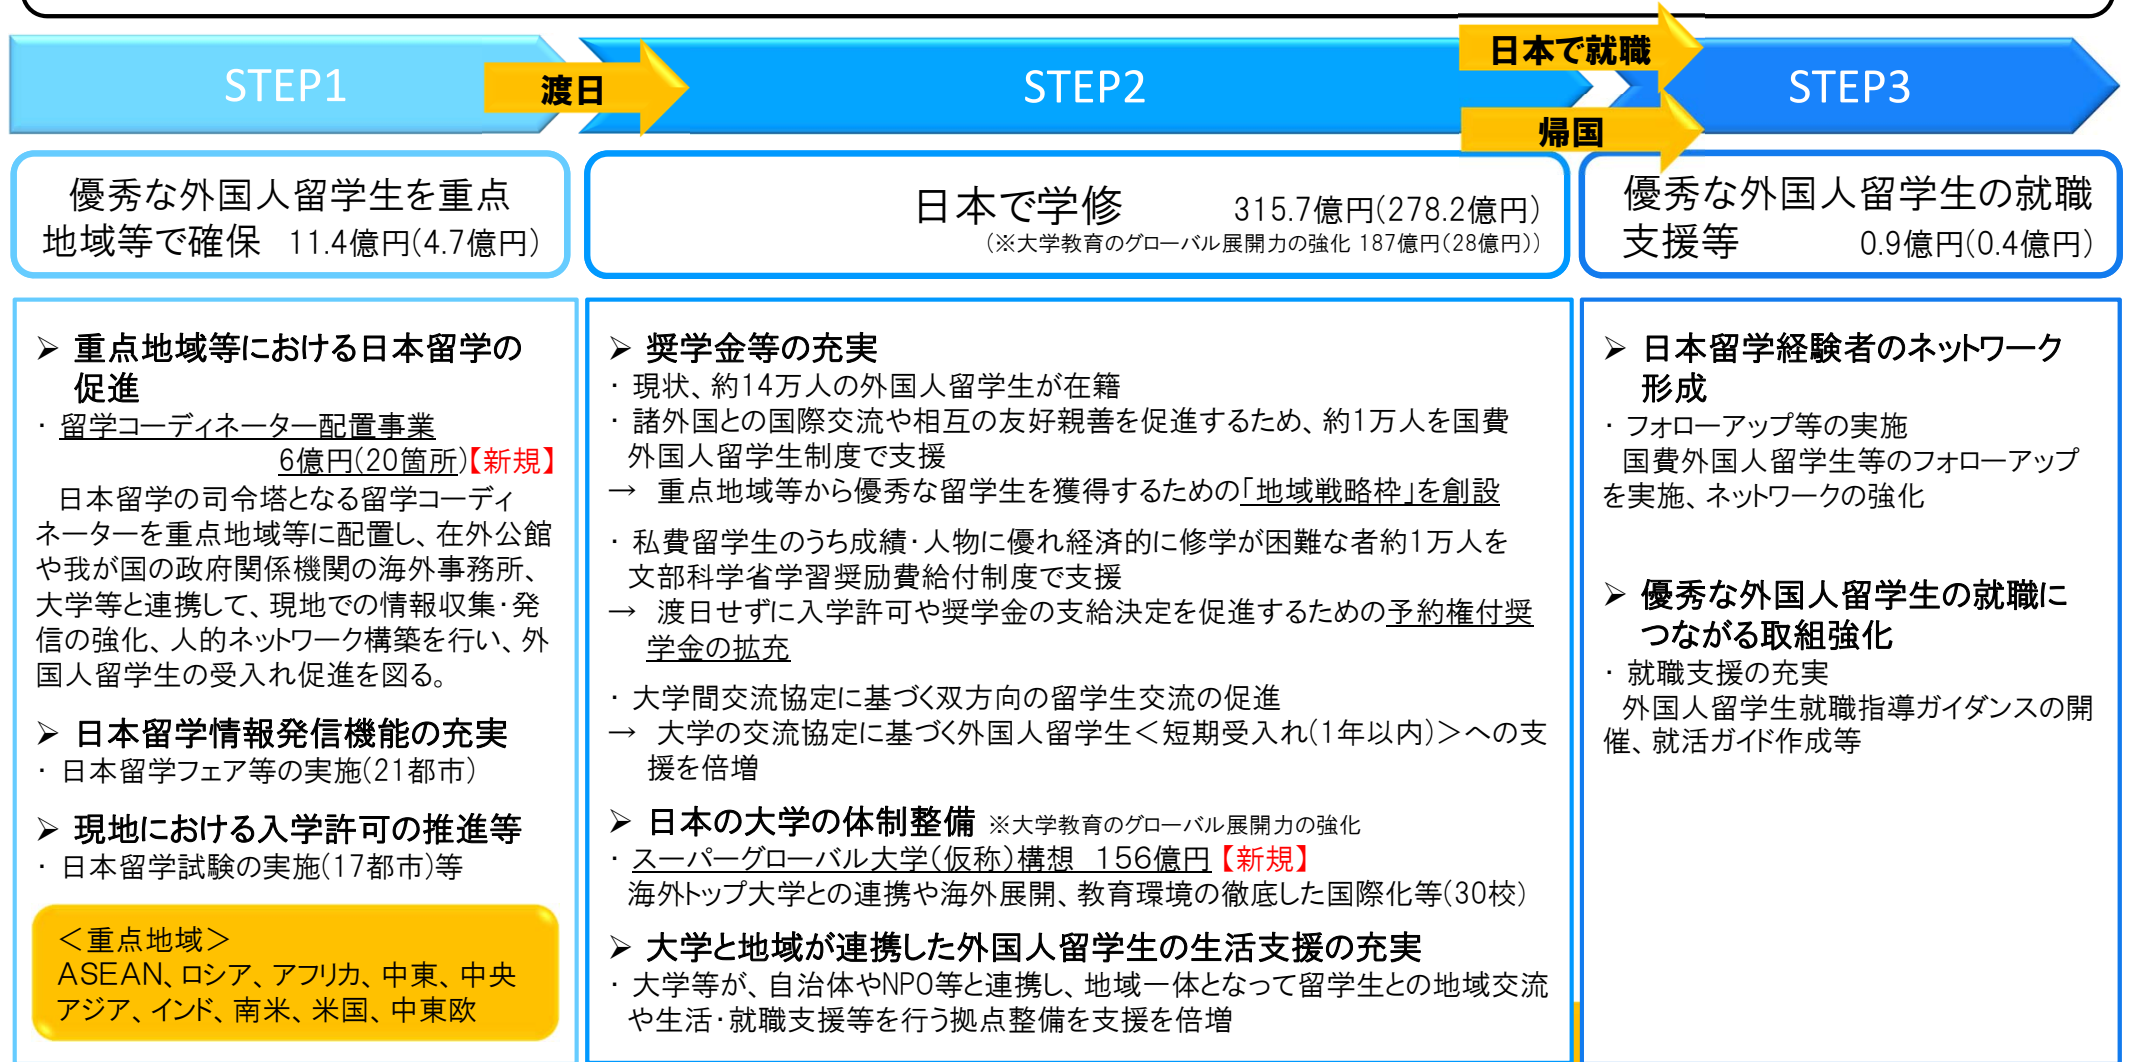 STEP1
渡日
STEP2
日本で就職
帰国
STEP3
優秀な外国人留学生を重点
地域等で確保 11.4億円(4.7億円)
日本で学修 315.7億円(278.2億円)
(※大学教育のグローバル展開力の強化 187億円(28億円))
優秀な外国人留学生の就職
支援等 0.9億円(0.4億円)
➢ 重点地域等における日本留学の
促進
・ 留学コーディネーター配置事業
6億円(20箇所)【新規】
日本留学の司令塔となる留学コーディ
ネーターを重点地域等に配置し、在外公館
や我が国の政府関係機関の海外事務所、
大学等と連携して、現地での情報収集・発
信の強化、人的ネットワーク構築を行い、外
国人留学生の受入れ促進を図る。
➢ 日本留学情報発信機能の充実
・ 日本留学フェア等の実施(21都市)
➢ 現地における入学許可の推進等
・ 日本留学試験の実施(17都市)等
＜重点地域＞
ASEAN、ロシア、アフリカ、中東、中央
アジア、インド、南米、米国、中東欧
➢ 奨学金等の充実
・ 現状、約14万人の外国人留学生が在籍
・ 諸外国との国際交流や相互の友好親善を促進するため、約1万人を国費
外国人留学生制度で支援
→ 重点地域等から優秀な留学生を獲得するための「地域戦略枠」を創設
・ 私費留学生のうち成績・人物に優れ経済的に修学が困難な者約1万人を
文部科学省学習奨励費給付制度で支援
→ 渡日せずに入学許可や奨学金の支給決定を促進するための予約権付奨
学金の拡充
・ 大学間交流協定に基づく双方向の留学生交流の促進
→ 大学の交流協定に基づく外国人留学生＜短期受入れ(1年以内)＞への支
援を倍増
➢ 日本の大学の体制整備 ※大学教育のグローバル展開力の強化
・ スーパーグローバル大学(仮称)構想 156億円【新規】
海外トップ大学との連携や海外展開、教育環境の徹底した国際化等(30校)
➢ 大学と地域が連携した外国人留学生の生活支援の充実
・ 大学等が、自治体やNPO等と連携し、地域一体となって留学生との地域交流
や生活・就職支援等を行う拠点整備を支援を倍増
➢ 日本留学経験者のネットワーク
形成
・ フォローアップ等の実施
国費外国人留学生等のフォローアップ
を実施、ネットワークの強化
➢ 優秀な外国人留学生の就職に
つながる取組強化
・ 就職支援の充実
外国人留学生就職指導ガイダンスの開
催、就活ガイド作成等